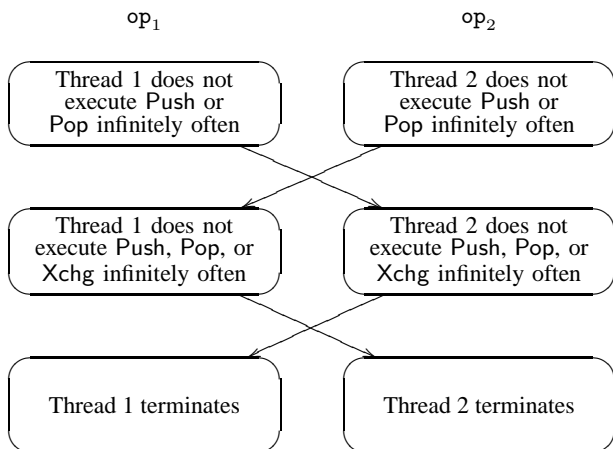 op1 op2
Thread 1 does not
execute Push or
Pop infinitely often
Thread 2 does not
execute Push or
Pop infinitely often
Thread 1 does not
execute Push, Pop, or
Xchg infinitely often
Thread 2 does not
execute Push, Pop, or
Xchg infinitely often
Thread 1 terminates
Thread 2 terminates